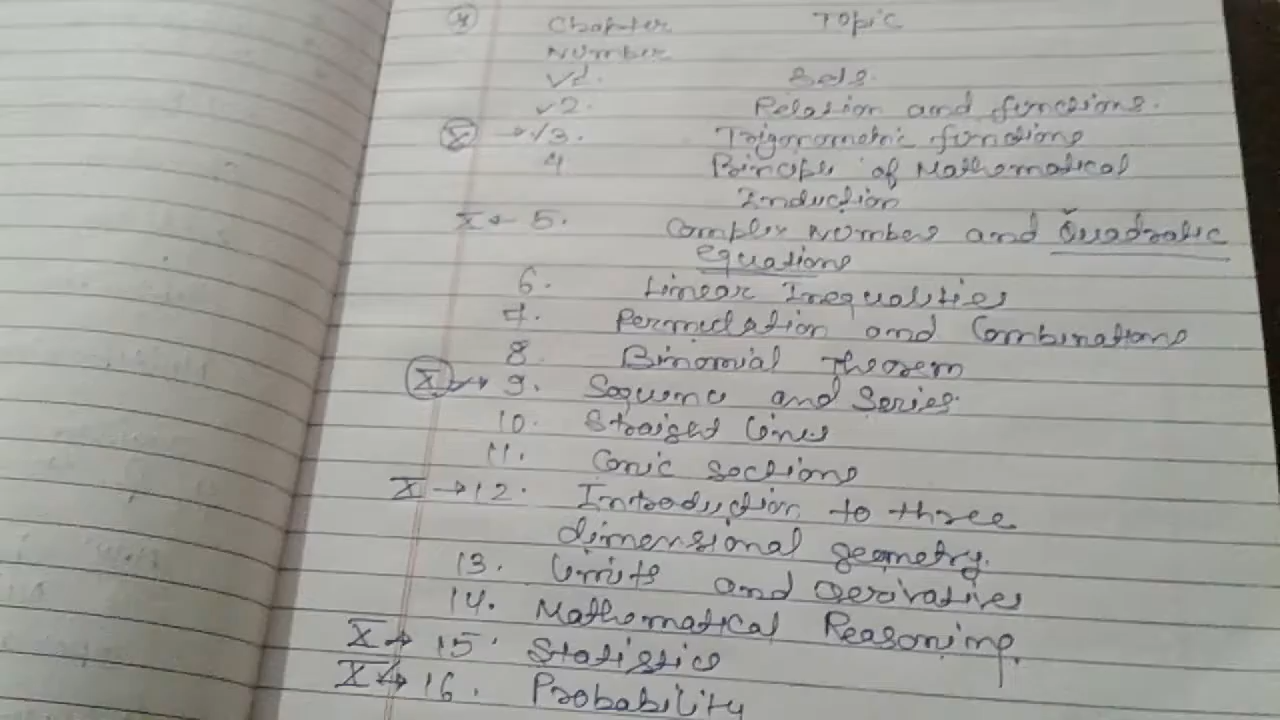 Chapter Topic
Number
✓1. Sets.
✓2. Relation and functions.
X → ✓3. Trigonometric functions
4 Principle of Mathematical
Induction
X ← 5. Complex Numbers and Quadratic
equations
6. Linear Inequalities
7. Permutation and Combinations
8. Binomial theorem
X → 9. Sequence and Series.
10. Straight lines
11. Conic sections
X → 12. Introduction to three
dimensional geometry.
13. Limits and Derivatives
14. Mathematical Reasoning.
X → 15. Statistics
X → 16. Probability